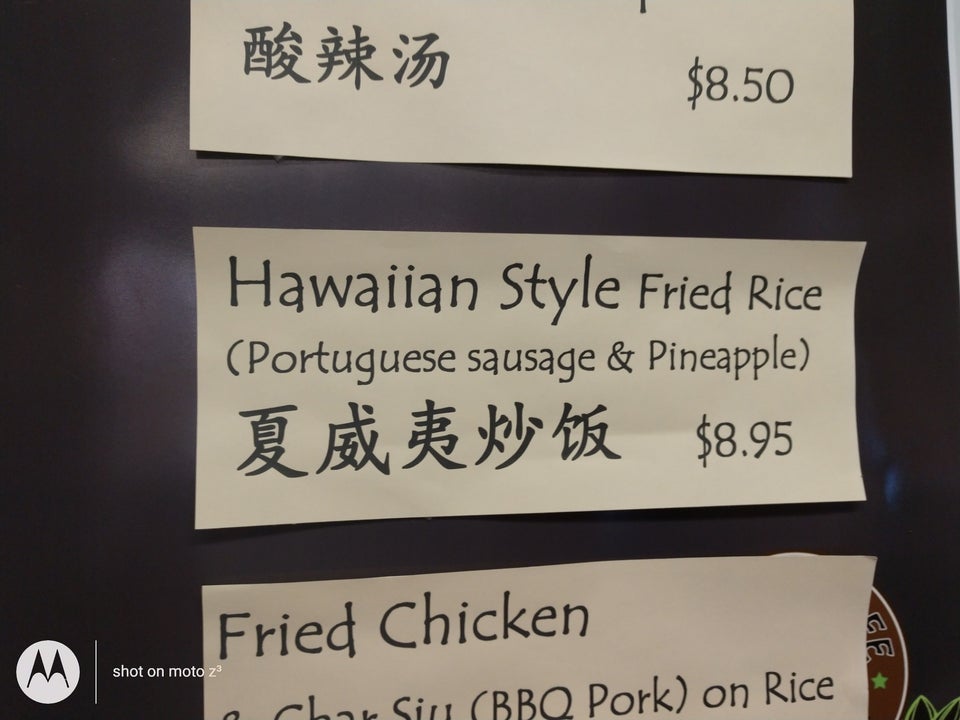 酸辣汤
$8.50
Hawaiian Style Fried Rice
(Portuguese sausage & Pineapple)
夏威夷炒饭 $8.95
Fried Chicken
& Char Siu (BBQ Pork) on Rice
shot on moto z³